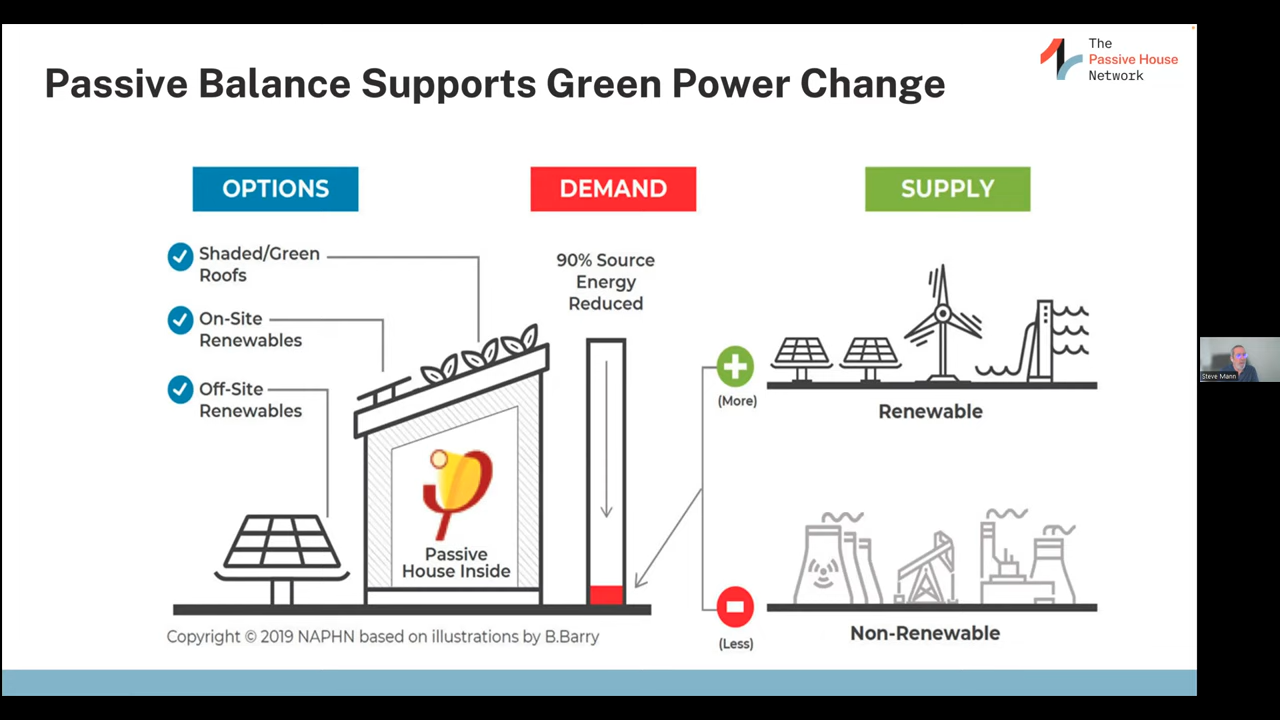 The
Passive House
Network
Passive Balance Supports Green Power Change
OPTIONS
DEMAND
SUPPLY
Shaded/Green
Roofs
On-Site
Renewables
Off-Site
Renewables
90% Source
Energy
Reduced
Passive
House Inside
(More)
Renewable
(Less)
Non-Renewable
Copyright © 2019 NAPHN based on illustrations by B.Barry
Steve Mann